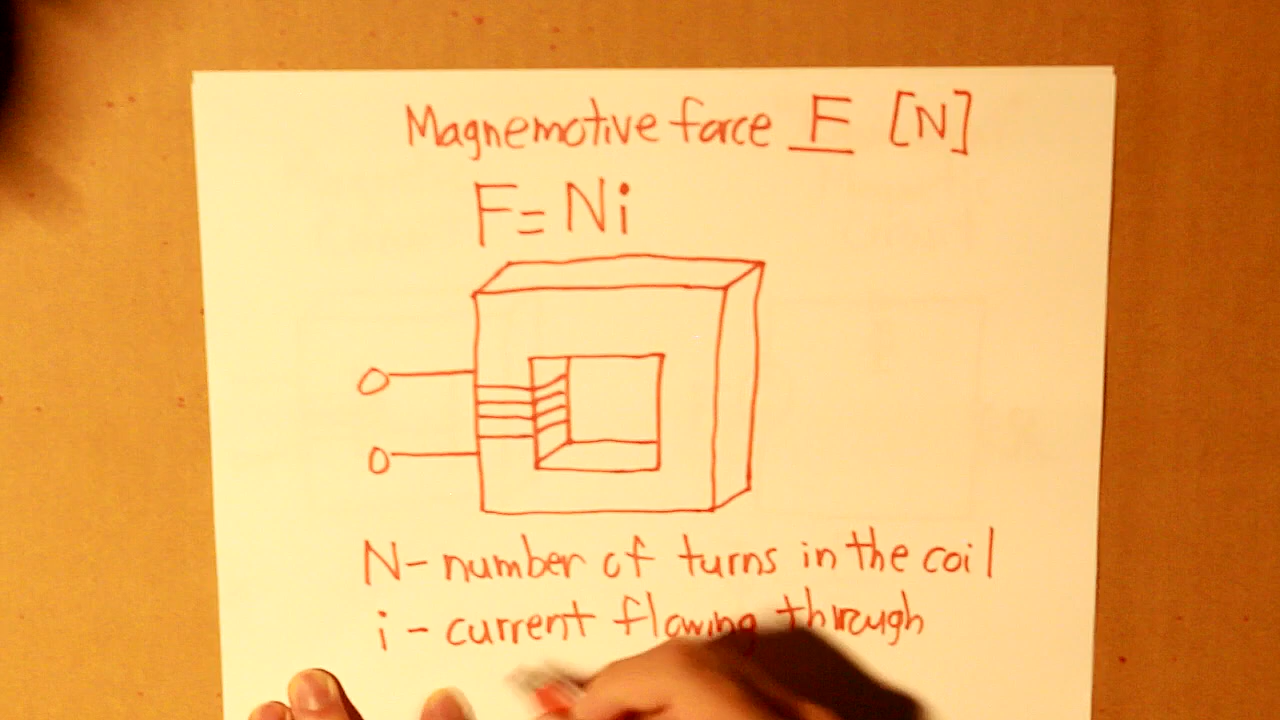 Magnemotive force F [N]
F = Ni
N - number of turns in the coil
i - current flowing through